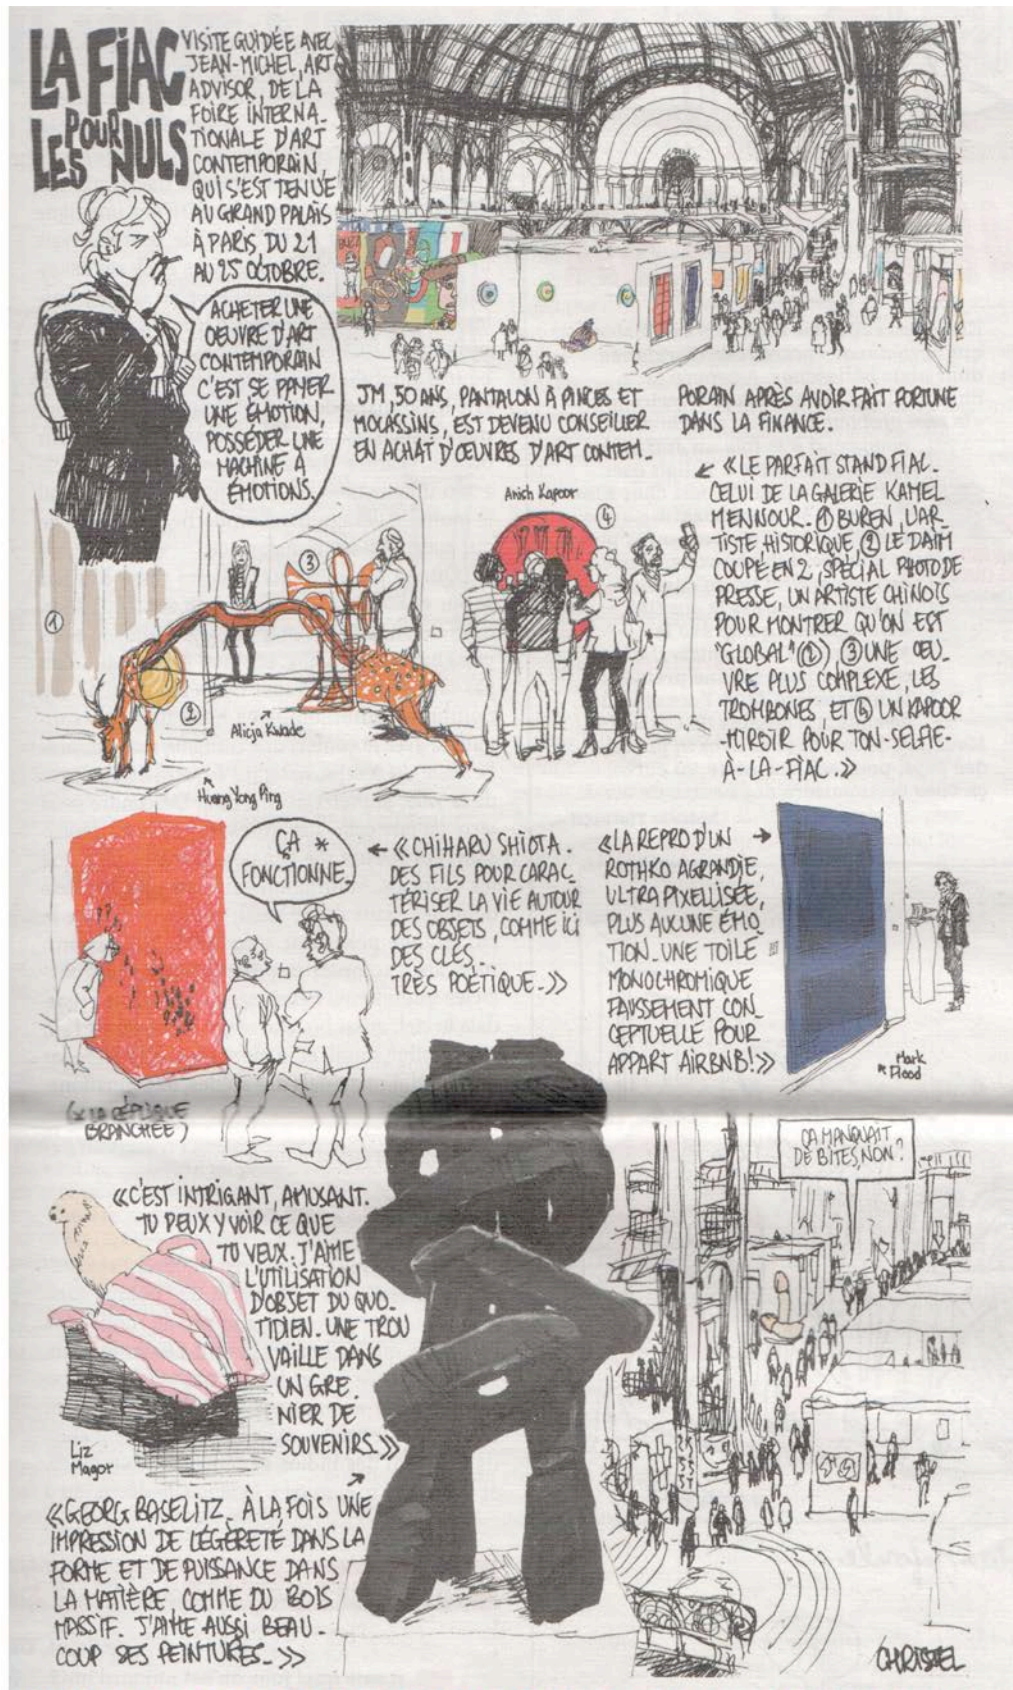 LA FIAC
POUR
LES NULS
VISITE GUIDÉE AVEC
JEAN-MICHEL, ART
ADVISOR, DE LA
FOIRE INTERNA-
TIONALE D'ART
CONTEMPORAIN,
QUI S'EST TENUE
AU GRAND PALAIS
À PARIS, DU 21
AU 25 OCTOBRE.
ACHETER UNE
OEUVRE D'ART
CONTEMPORAIN
C'EST SE PAYER
UNE ÉMOTION,
POSSÉDER UNE
MACHINE À
ÉMOTIONS.
JM, 50 ANS, PANTALON À PINCES ET
MOCASSINS, EST DEVENU CONSEILLER
EN ACHAT D'ŒUVRES D'ART CONTEM-
PORAIN APRÈS AVOIR FAIT FORTUNE
DANS LA FINANCE.
← «LE PARFAIT STAND FIAC.
CELUI DE LA GALERIE KAMEL
MENNOUR. ① BUREN, L'AR-
TISTE HISTORIQUE, ② LE DAIM
COUPÉ EN 2, SPÉCIAL PHOTO DE
PRESSE, UN ARTISTE CHINOIS
POUR MONTRER QU'ON EST
"GLOBAL" (②), ③ UNE OEU-
VRE PLUS COMPLEXE, LES
TROMBONES, ET ④ UN KAPOOR
-MIROIR POUR TON-SELFIE-
À-LA-FIAC.»
Anish Kapoor
④
③
①
②
Alicja Kwade
Huang Yong Ping
ÇA *
FONCTIONNE.
← «CHIHARU SHIOTA.
DES FILS POUR CARAC-
TÉRISER LA VIE AUTOUR
DES OBJETS, COMME ICI
DES CLÉS.
TRÈS POÉTIQUE.»
«LA REPRO D'UN →
ROTHKO AGRANDIE,
ULTRA PIXELLISÉE,
PLUS AUCUNE ÉMO-
TION. UNE TOILE
MONOCHROMIQUE
FAUSSEMENT CON-
CEPTUELLE POUR
APPART AIRBNB!»
Mark
Flood
(* LA RÉPLIQUE
BRANCHÉE)
«C'EST INTRIGANT, AMUSANT.
TU PEUX Y VOIR CE QUE
TU VEUX. J'AIME
L'UTILISATION
D'OBJET DU QUO-
TIDIEN. UNE TROU
VAILLE DANS
UN GRE
NIER DE
SOUVENIRS.»
Liz
Magor
«GEORG BASELITZ. À LA FOIS UNE
IMPRESSION DE LÉGÈRETÉ DANS LA
FORME ET DE PUISSANCE DANS
LA MATIÈRE, COMME DU BOIS
MASSIF. J'AIME AUSSI BEAU-
COUP SES PEINTURES.»
ÇA MANQUAIT
DE BITES, NON?
CHRISTEL